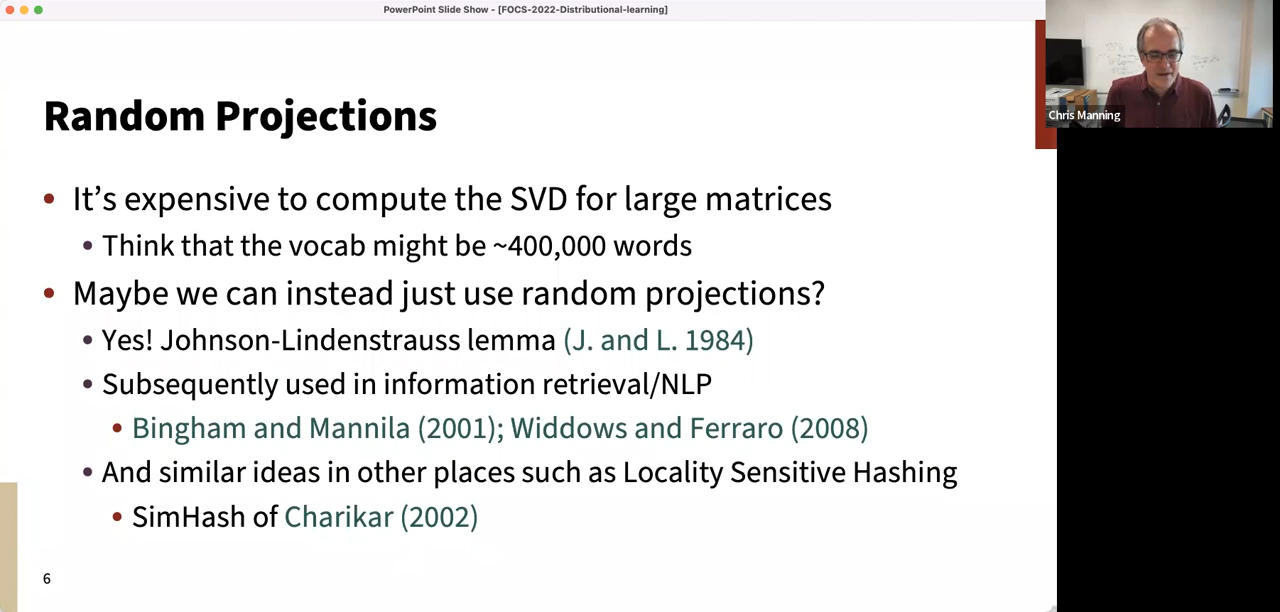 PowerPoint Slide Show - [FOCS-2022-Distributional-learning]
Random Projections
• It’s expensive to compute the SVD for large matrices
• Think that the vocab might be ~400,000 words
• Maybe we can instead just use random projections?
• Yes! Johnson-Lindenstrauss lemma (J. and L. 1984)
• Subsequently used in information retrieval/NLP
• Bingham and Mannila (2001); Widdows and Ferraro (2008)
• And similar ideas in other places such as Locality Sensitive Hashing
• SimHash of Charikar (2002)
6
Chris Manning